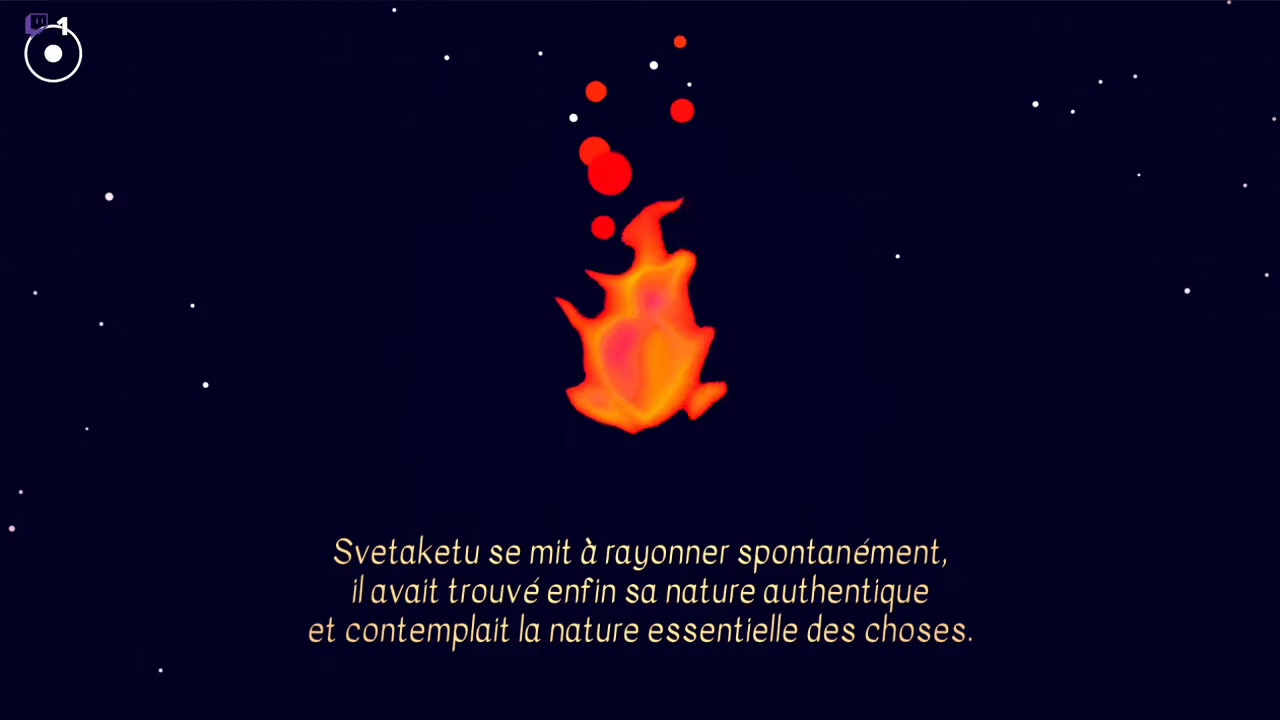 1
Svetaketu se mit à rayonner spontanément,
il avait trouvé enfin sa nature authentique
et contemplait la nature essentielle des choses.